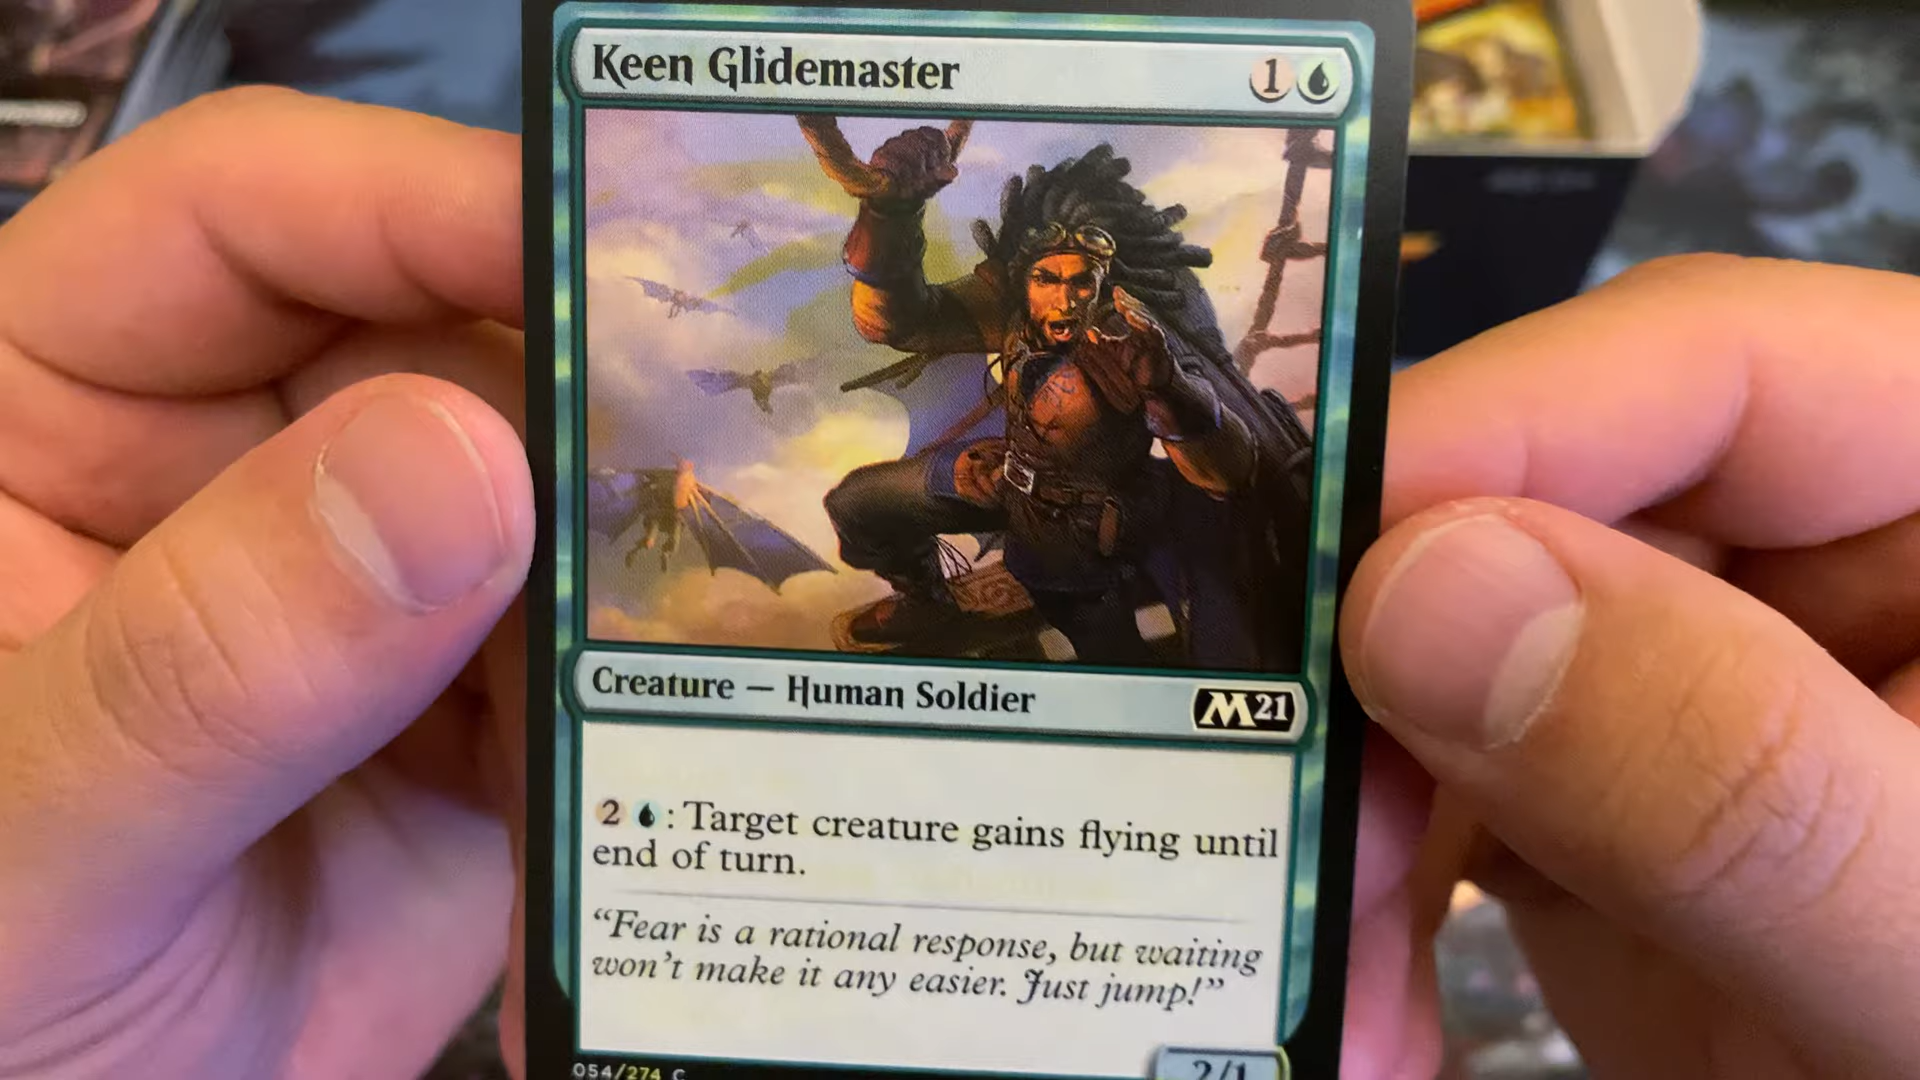 Keen Glidemaster 1
Creature — Human Soldier M21
2 : Target creature gains flying until
end of turn.
“Fear is a rational response, but waiting
won’t make it any easier. Just jump!”
2/1
054/274 C